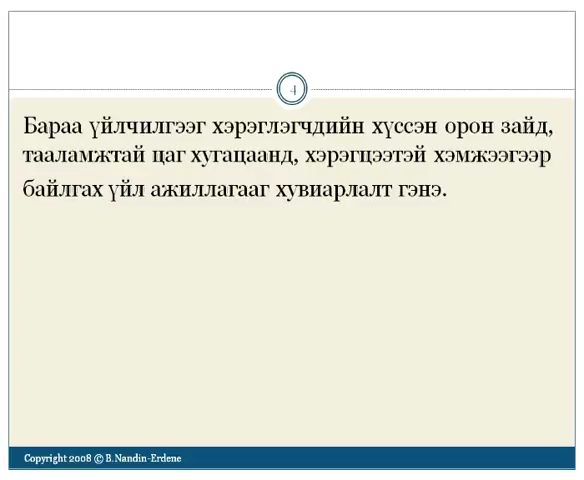 4
Бараа үйлчилгээг хэрэглэгчдийн хүссэн орон зайд,
тааламжтай цаг хугацаанд, хэрэгцээтэй хэмжээгээр
байлгах үйл ажиллагааг хувиарлалт гэнэ.
Copyright 2008 © B.Nandin-Erdene